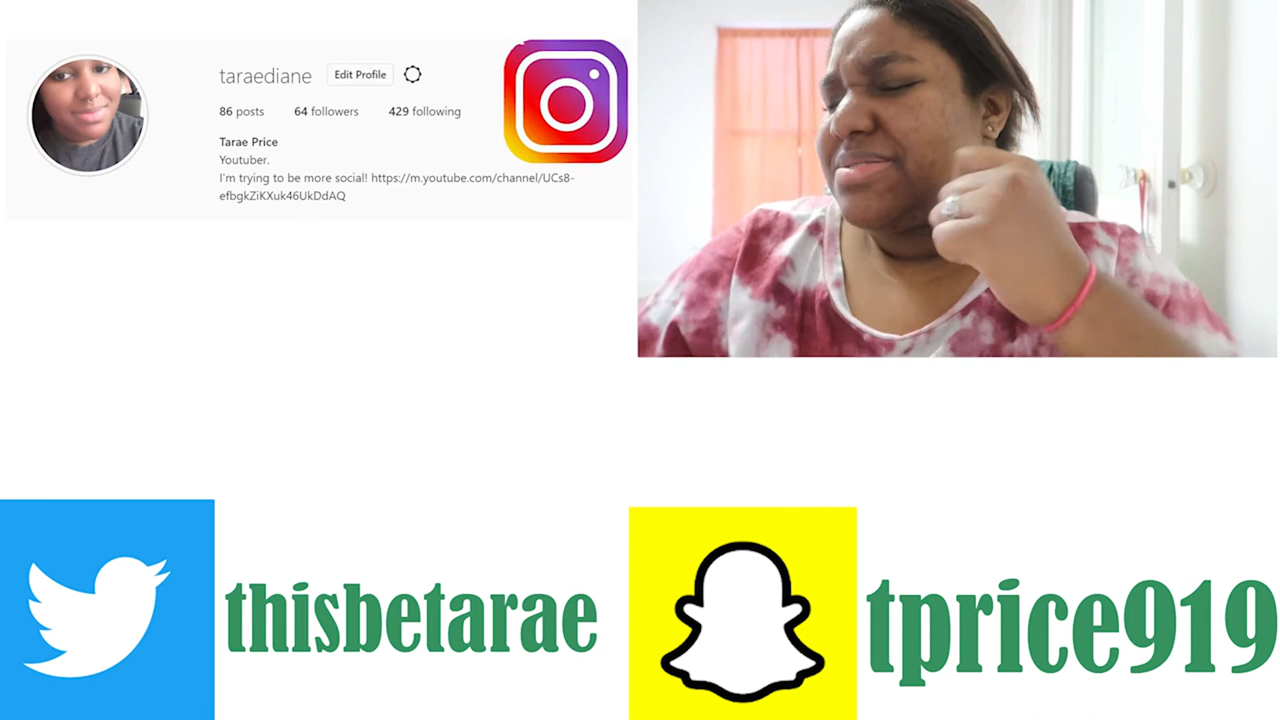 taraediane Edit Profile
86 posts 64 followers 429 following
Tarae Price
Youtuber.
I'm trying to be more social! https://m.youtube.com/channel/UCs8-
efbgkZiKXuk46UkDdAQ
thisbetarae
tprice919